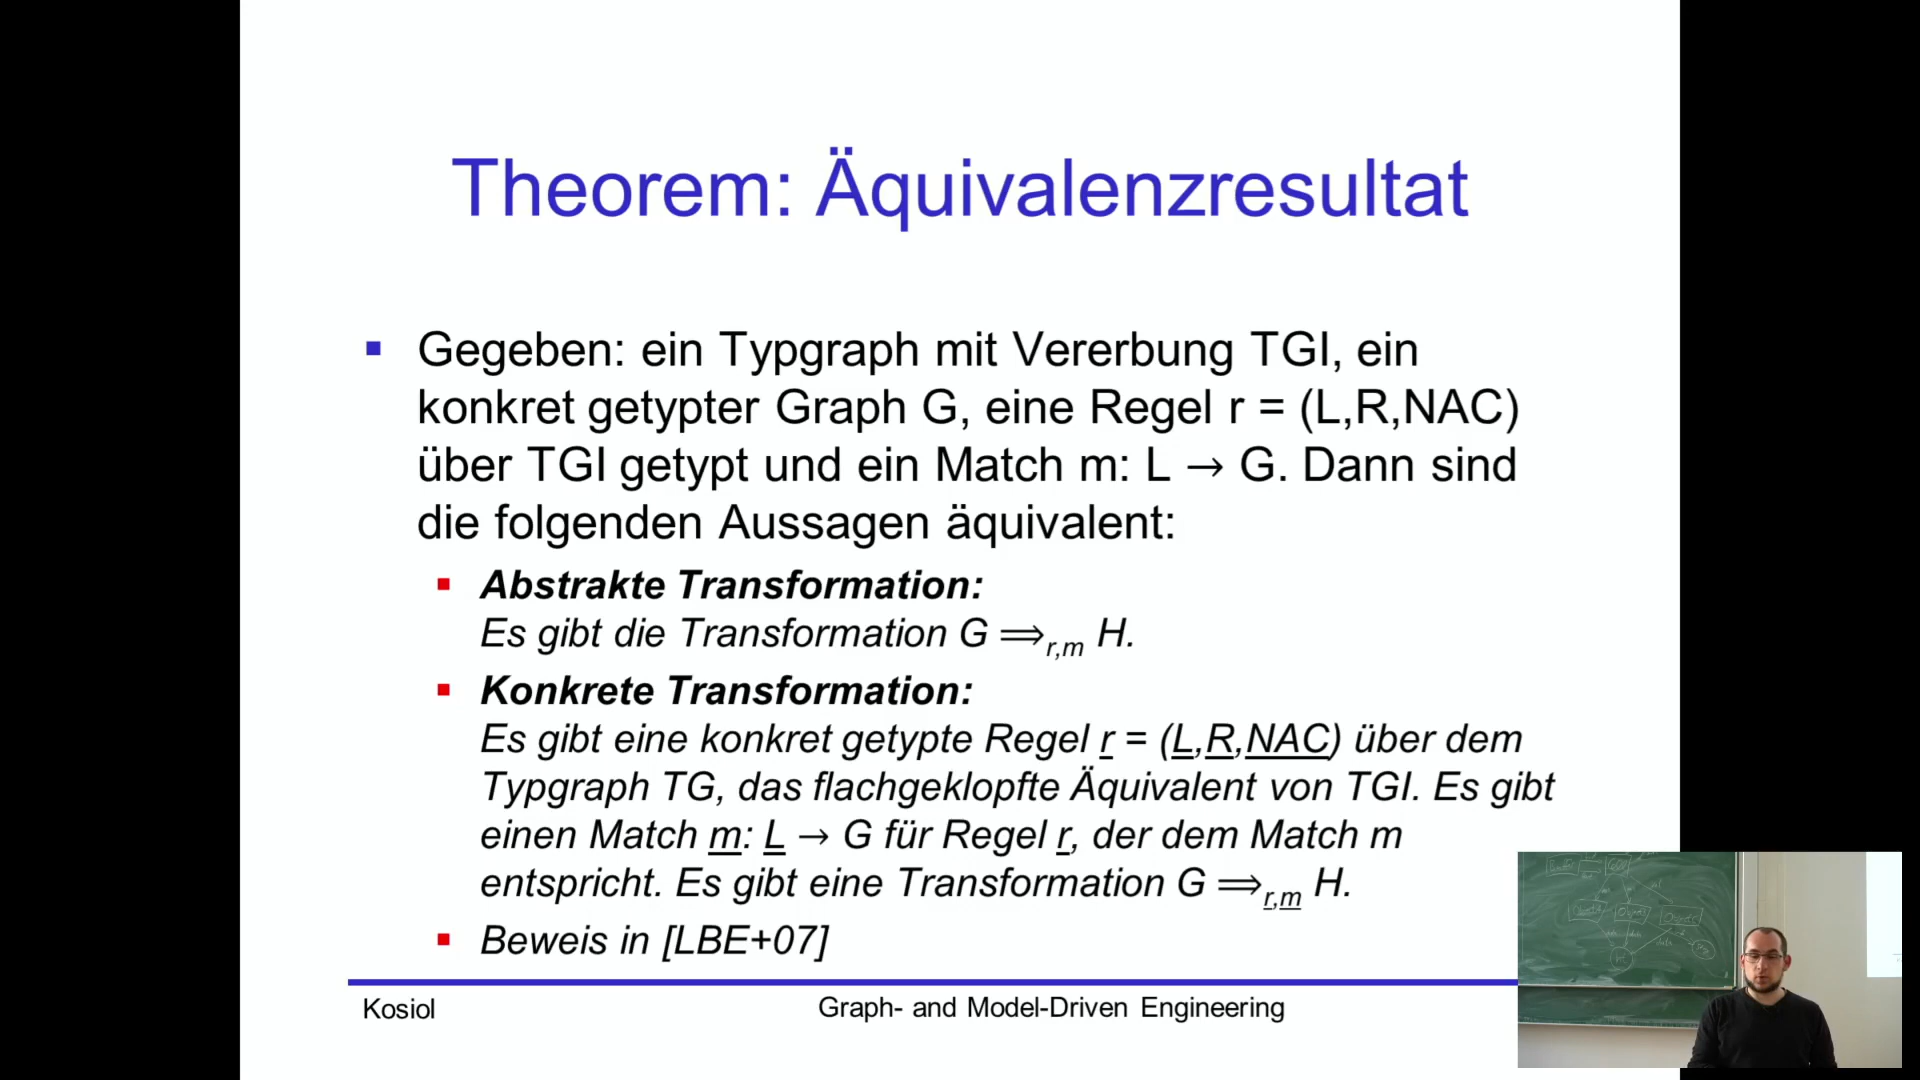 Theorem: Äquivalenzresultat
▪ Gegeben: ein Typgraph mit Vererbung TGI, ein
konkret getypter Graph G, eine Regel r = (L,R,NAC)
über TGI getypt und ein Match m: L → G. Dann sind
die folgenden Aussagen äquivalent:
▪ Abstrakte Transformation:
Es gibt die Transformation G ⟹r,m H.
▪ Konkrete Transformation:
Es gibt eine konkret getypte Regel r = (L,R,NAC) über dem
Typgraph TG, das flachgeklopfte Äquivalent von TGI. Es gibt
einen Match m: L → G für Regel r, der dem Match m
entspricht. Es gibt eine Transformation G ⟹r,m H.
▪ Beweis in [LBE+07]
Kosiol
Graph- and Model-Driven Engineering